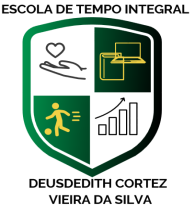 ESCOLA DE TEMPO INTEGRAL
DEUSDEDITH CORTEZ
VIEIRA DA SILVA